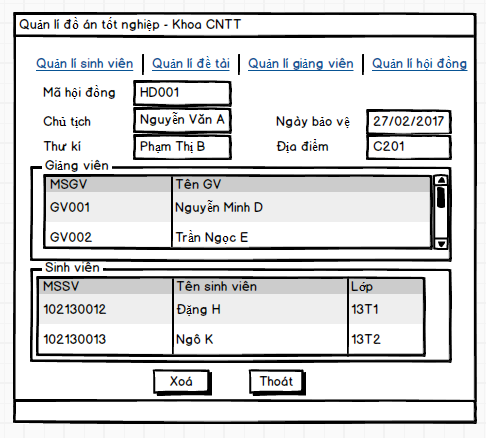 Quản lí đồ án tốt nghiệp - Khoa CNTT
Quản lí sinh viên Quản lí đề tài Quản lí giảng viên Quản lí hội đồng
Mã hội đồng HD001
Chủ tịch Nguyễn Văn A Ngày bảo vệ 27/02/2017
Thư kí Phạm Thị B Địa điểm C201
Giảng viên
MSGV Tên GV
GV001 Nguyễn Minh D
GV002 Trần Ngọc E
Sinh viên
MSSV Tên sinh viên Lớp
102130012 Đặng H 13T1
102130013 Ngô K 13T2
Xoá Thoát